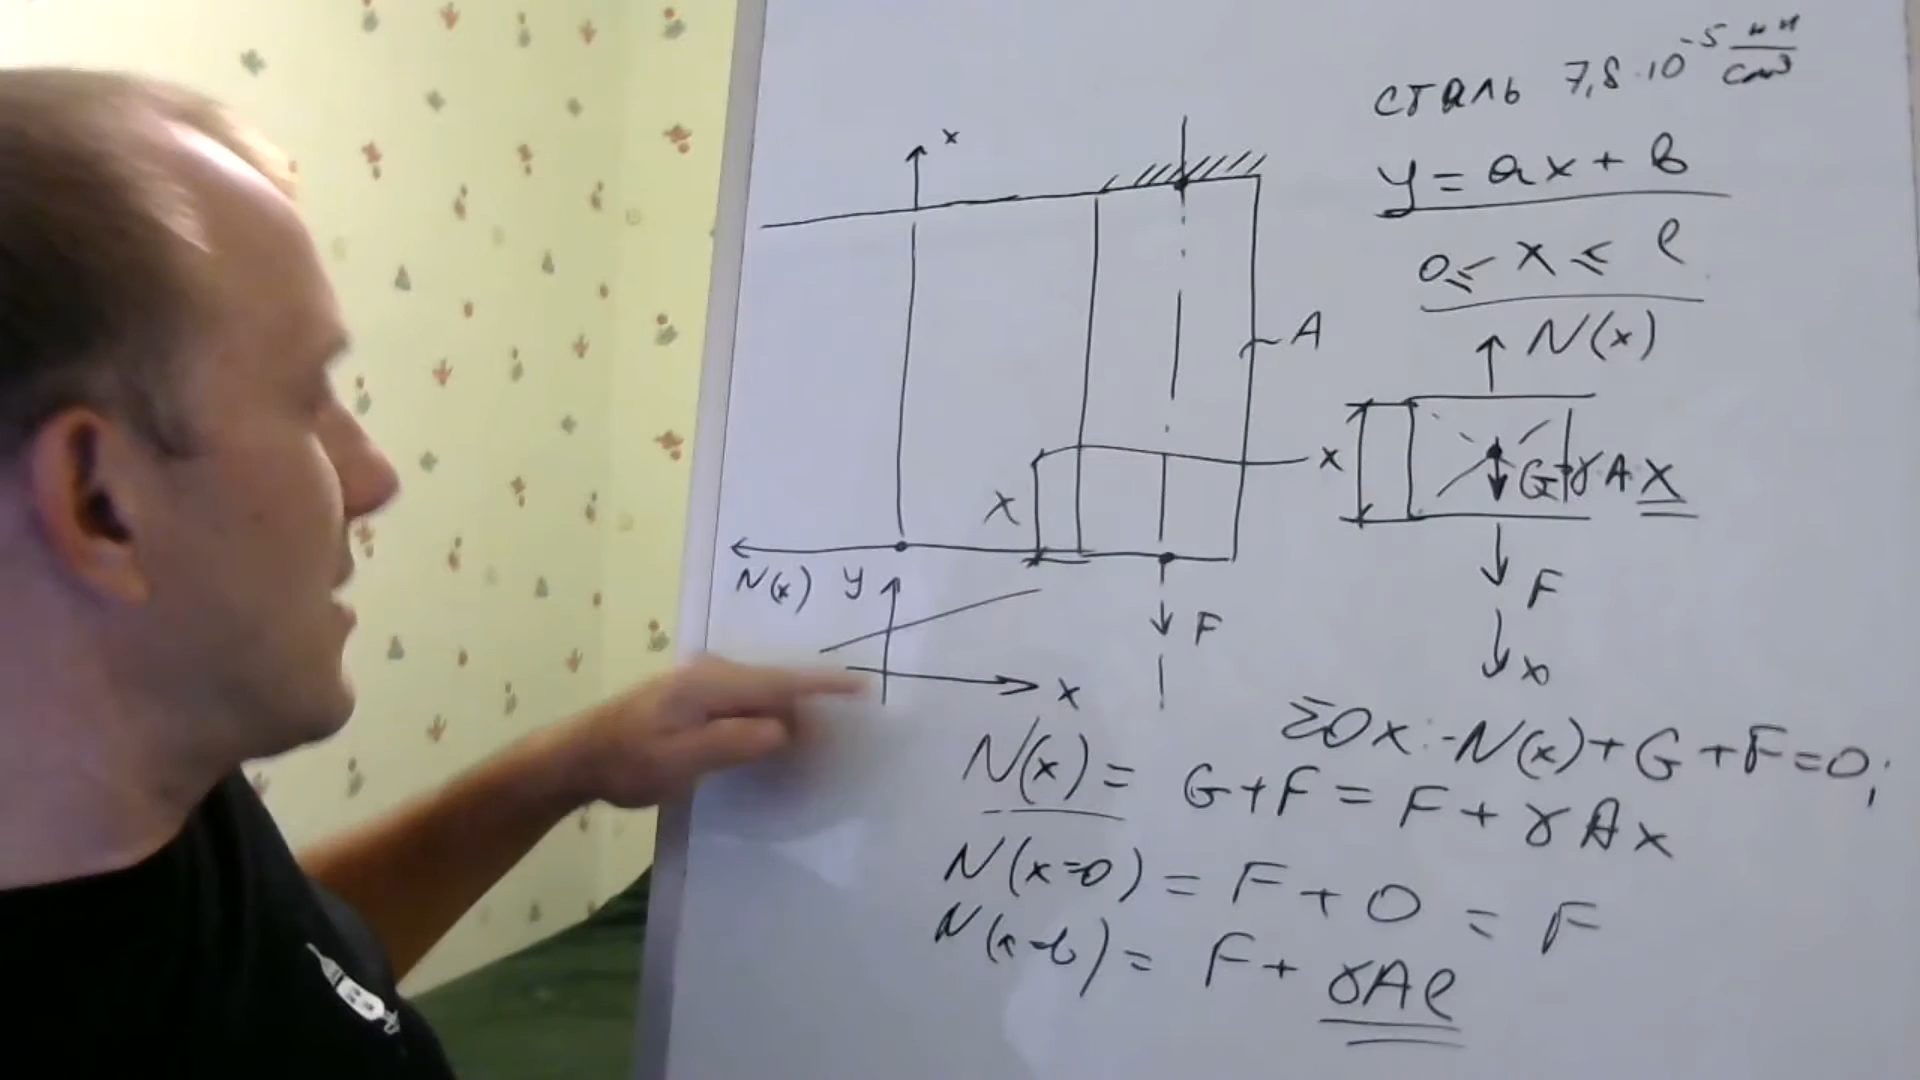 сталь 7,8·10⁻⁵ кН/см³
y = ax + b
0 ≤ x ≤ l
x
N(x)
A
x
x
G=γAx
F
x
N(x)
y
x
F
ΣOx: -N(x)+G+F=0;
N(x) = G+F = F+γAx
N(x=0) = F+0 = F
N(x=l) = F+γAl